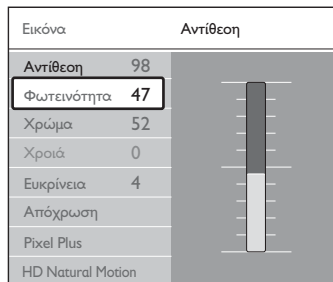 Εικόνα Αντίθεση
Αντίθεση 98
Φωτεινότητα 47
Χρώμα 52
Χροιά 0
Ευκρίνεια 4
Απόχρωση
Pixel Plus
HD Natural Motion